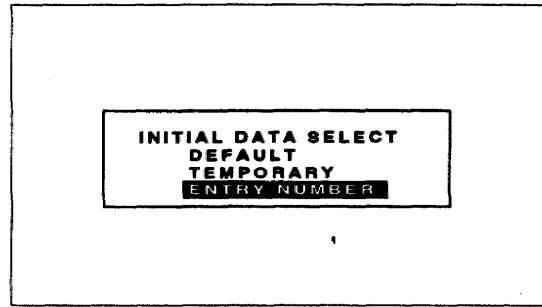 INITIAL DATA SELECT
DEFAULT
TEMPORARY
ENTRY NUMBER